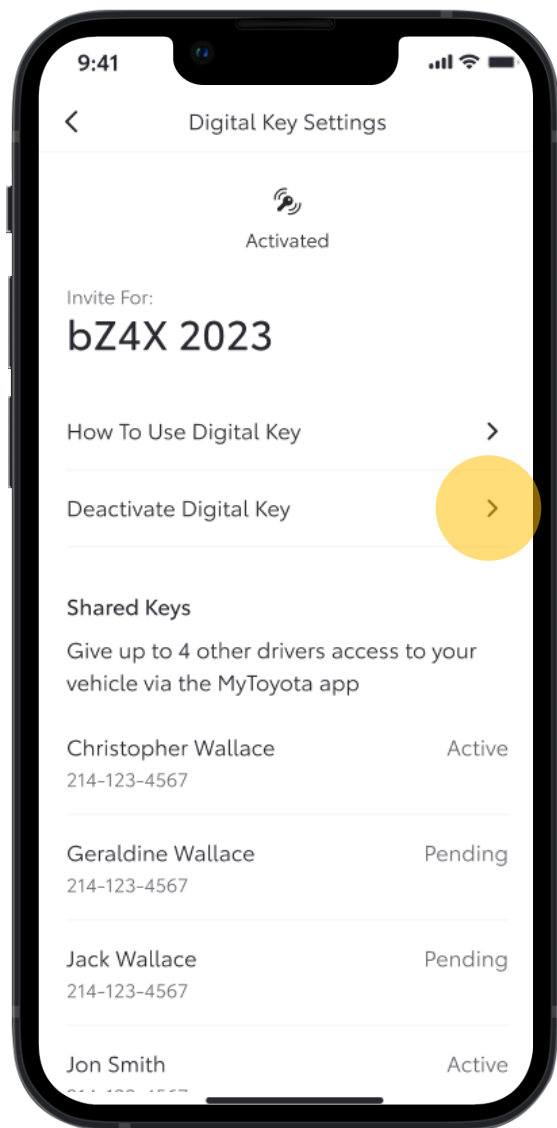 9:41
Digital Key Settings
Activated
Invite For:
bZ4X 2023
How To Use Digital Key
Deactivate Digital Key
Shared Keys
Give up to 4 other drivers access to your
vehicle via the MyToyota app
Christopher Wallace Active
214-123-4567
Geraldine Wallace Pending
214-123-4567
Jack Wallace Pending
214-123-4567
Jon Smith Active